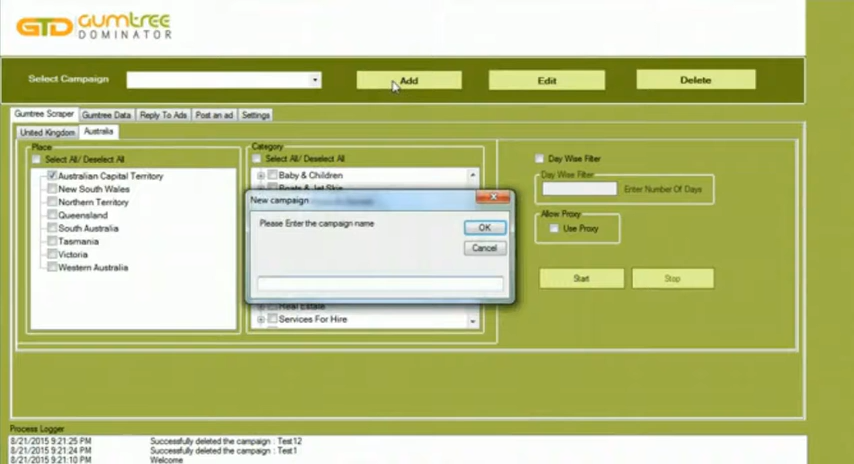 GTD GUMTREE
DOMINATOR
Select Campaign
Add
Edit
Delete
Gumtree Scraper
Gumtree Data
Reply To Ads
Post an ad
Settings
United Kingdom
Australia
Place
Select All/ Deselect All
Australian Capital Territory
New South Wales
Northern Territory
Queensland
South Australia
Tasmania
Victoria
Western Australia
Category
Select All/ Deselect All
Baby & Children
Boats & Jet Skis
New campaign
Please Enter the campaign name
OK
Cancel
Real Estate
Services For Hire
Day Wise Filter
Day Wise Filter
Enter Number Of Days
Allow Proxy
Use Proxy
Start
Stop
Process Logger
8/21/2015 9:21:25 PM Successfully deleted the campaign : Test12
8/21/2015 9:21:24 PM Successfully deleted the campaign : Test1
8/21/2015 9:21:10 PM Welcome